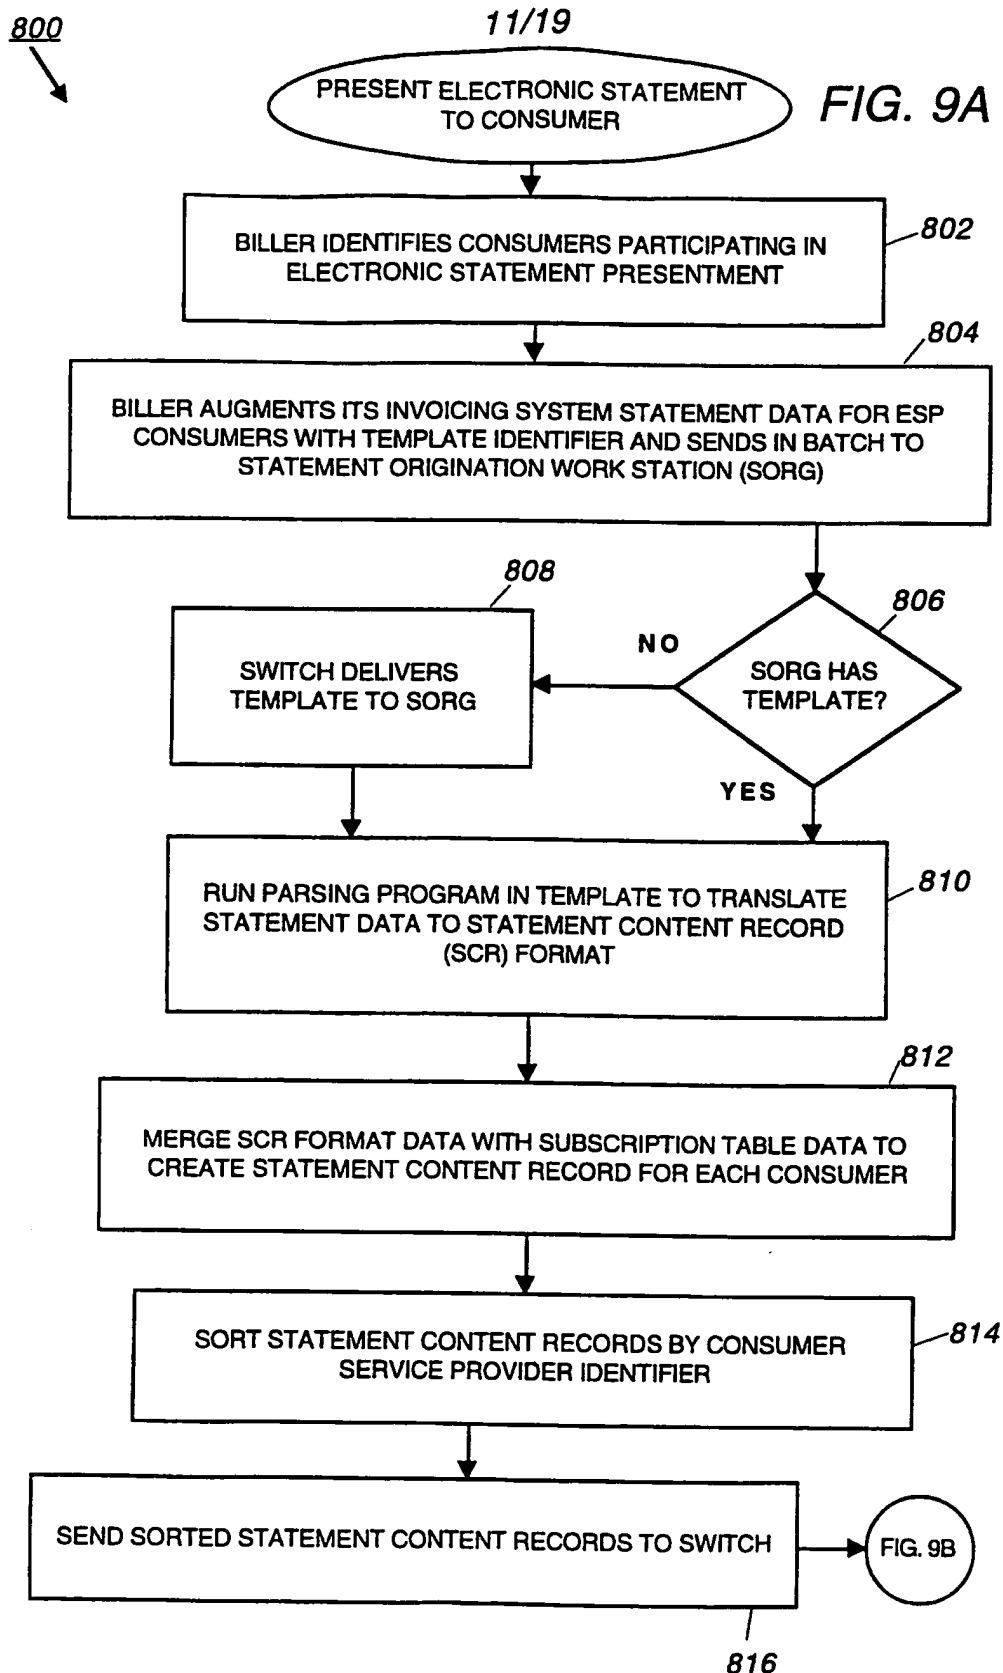 800
11/19
FIG. 9A
PRESENT ELECTRONIC STATEMENT
TO CONSUMER
802
BILLER IDENTIFIES CONSUMERS PARTICIPATING IN
ELECTRONIC STATEMENT PRESENTMENT
804
BILLER AUGMENTS ITS INVOICING SYSTEM STATEMENT DATA FOR ESP
CONSUMERS WITH TEMPLATE IDENTIFIER AND SENDS IN BATCH TO
STATEMENT ORIGINATION WORK STATION (SORG)
806
SORG HAS
TEMPLATE?
NO
808
SWITCH DELIVERS
TEMPLATE TO SORG
YES
810
RUN PARSING PROGRAM IN TEMPLATE TO TRANSLATE
STATEMENT DATA TO STATEMENT CONTENT RECORD
(SCR) FORMAT
812
MERGE SCR FORMAT DATA WITH SUBSCRIPTION TABLE DATA TO
CREATE STATEMENT CONTENT RECORD FOR EACH CONSUMER
814
SORT STATEMENT CONTENT RECORDS BY CONSUMER
SERVICE PROVIDER IDENTIFIER
SEND SORTED STATEMENT CONTENT RECORDS TO SWITCH
FIG. 9B
816